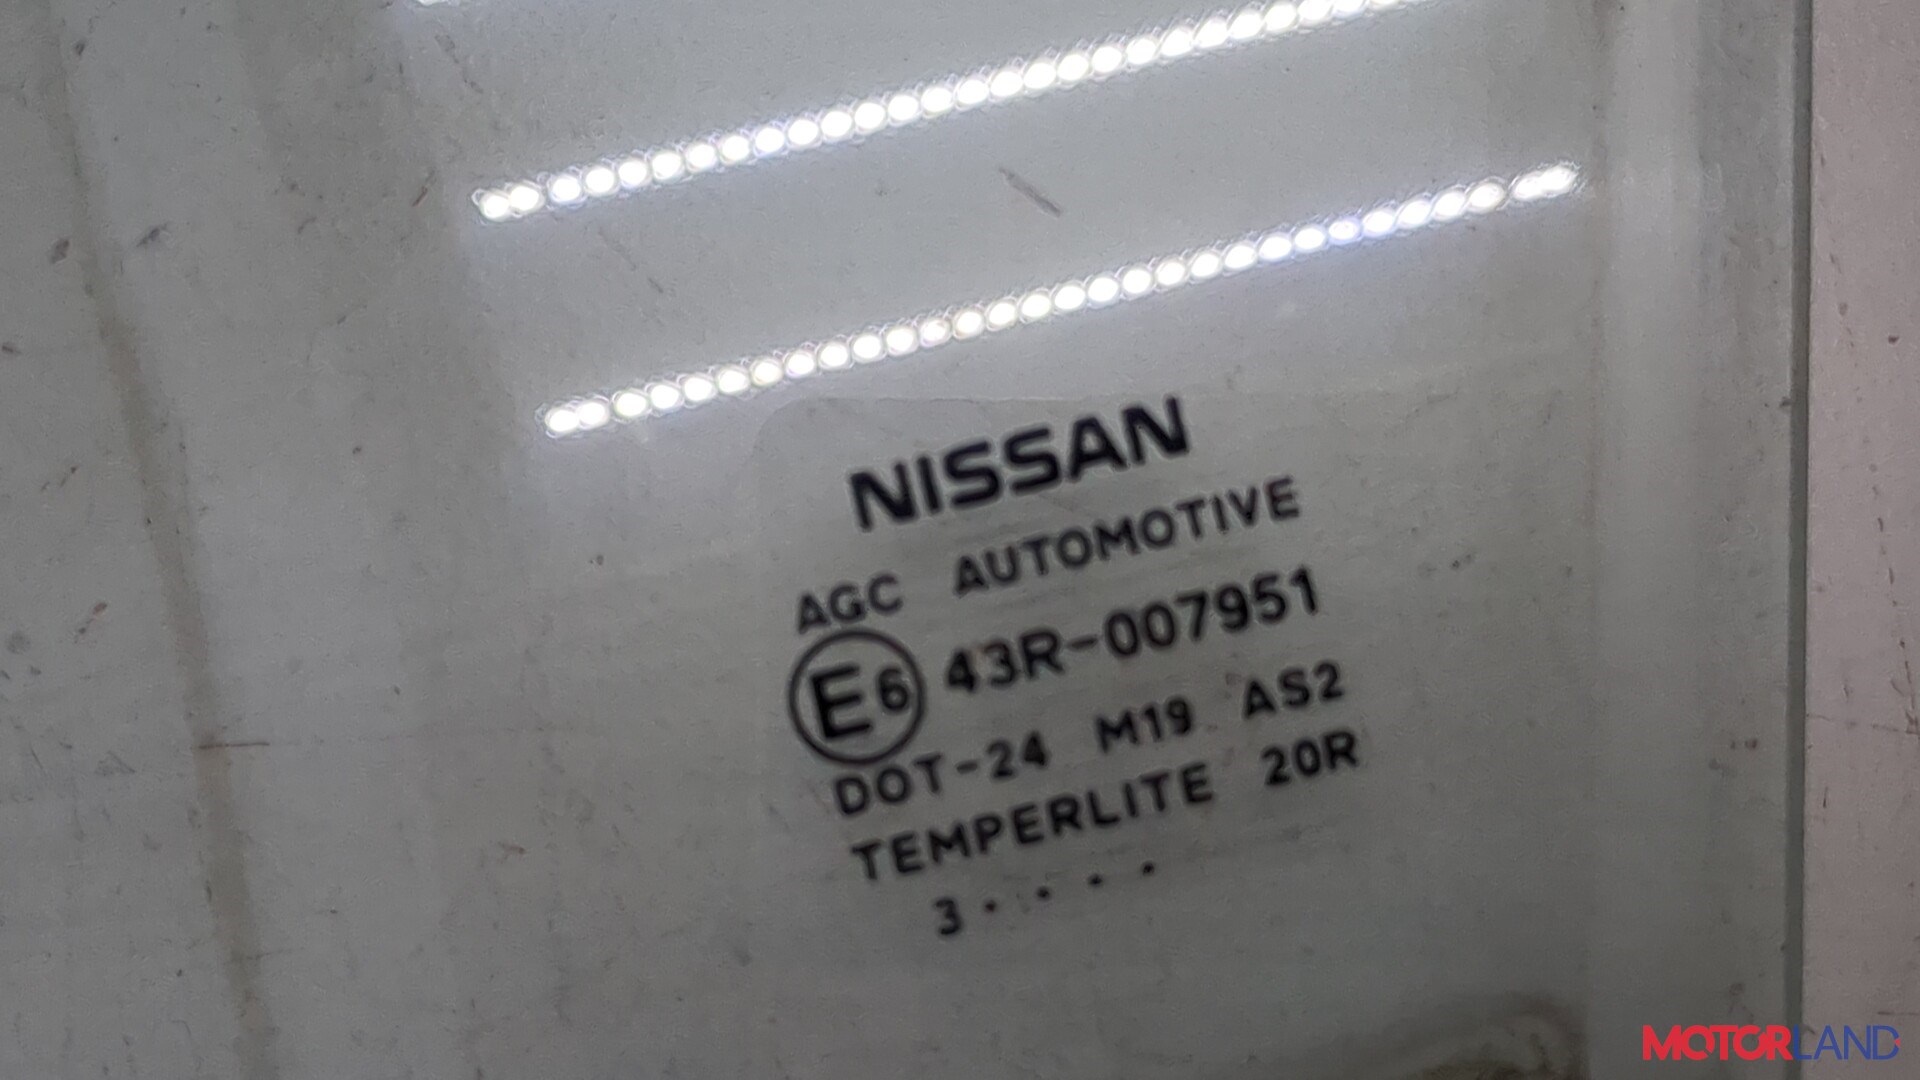 NISSAN
AGC AUTOMOTIVE
E6 43R-007951
DOT-24 M19 AS2
TEMPERLITE 20R
3 . . . .
MOTORLAND